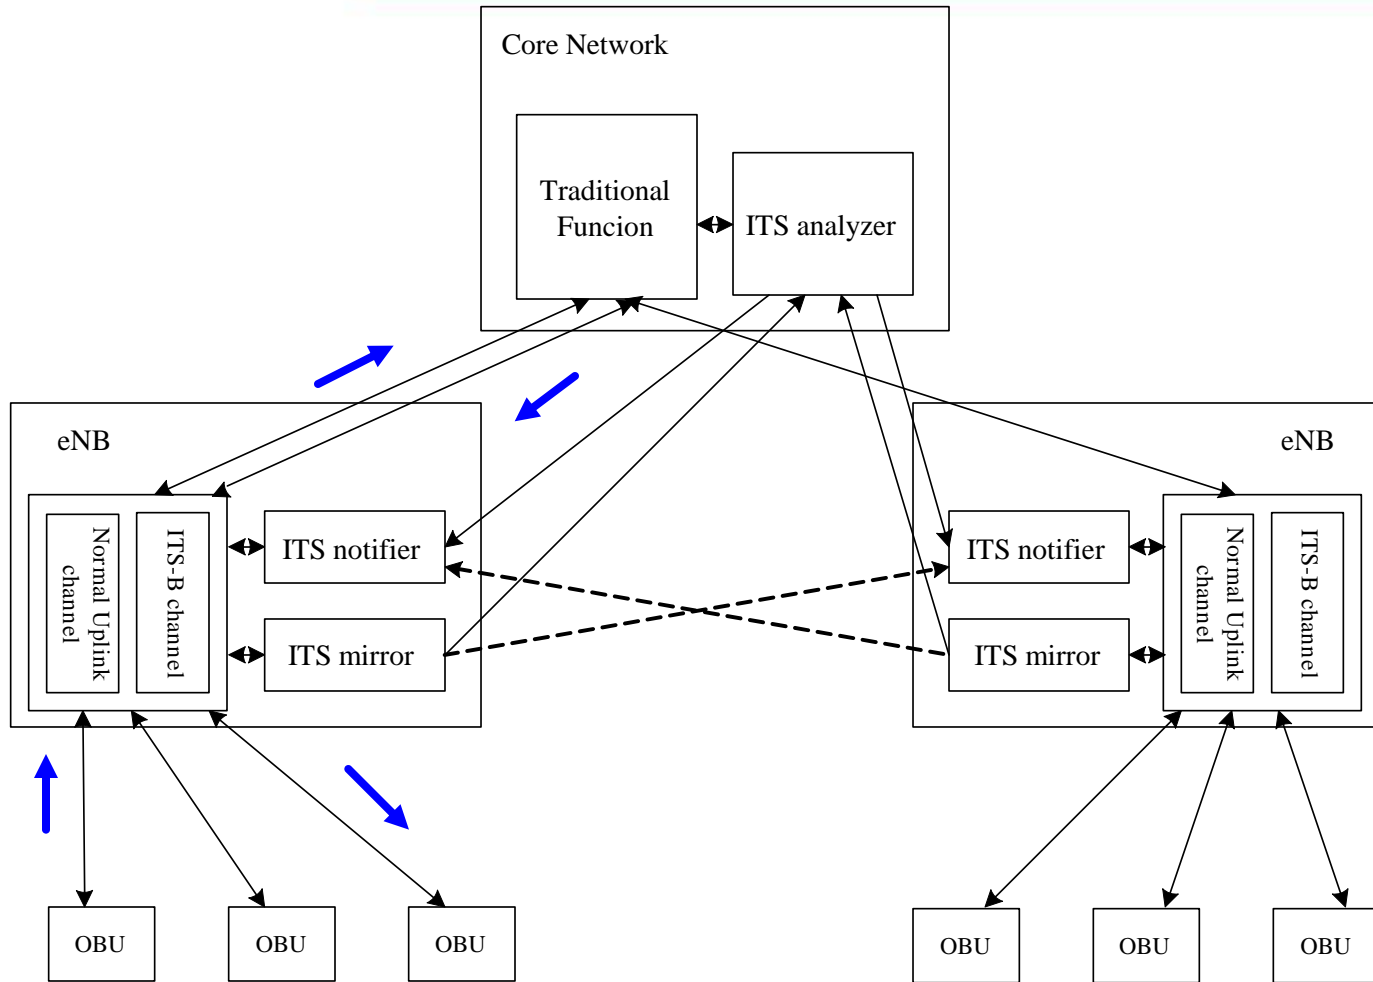 Core Network
Traditional
Funcion
ITS analyzer
eNB
Normal Uplink
channel
ITS-B channel
ITS notifier
ITS mirror
eNB
ITS notifier
ITS mirror
Normal Uplink
channel
ITS-B channel
OBU
OBU
OBU
OBU
OBU
OBU